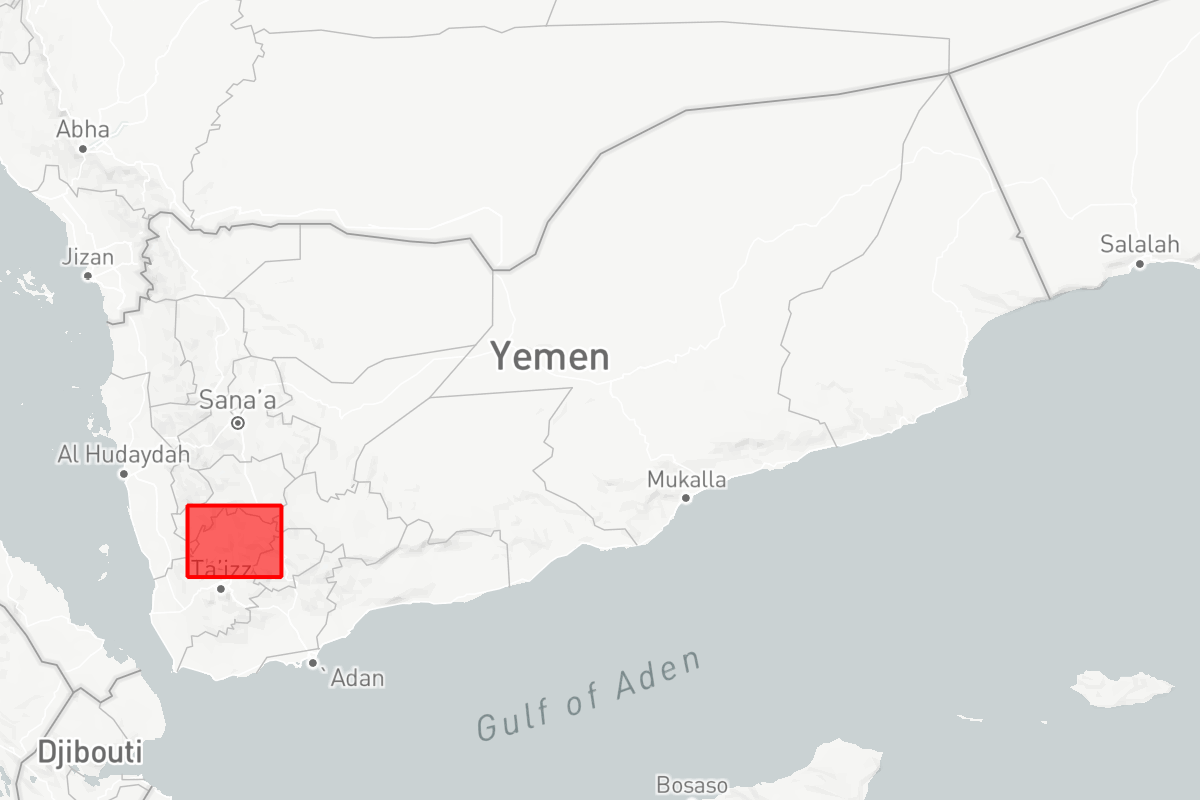 Abha
Jizan
Salalah
Yemen
Sana’a
Al Hudaydah
Mukalla
Ta‘izz
‵Adan
Gulf of Aden
Djibouti
Bosaso